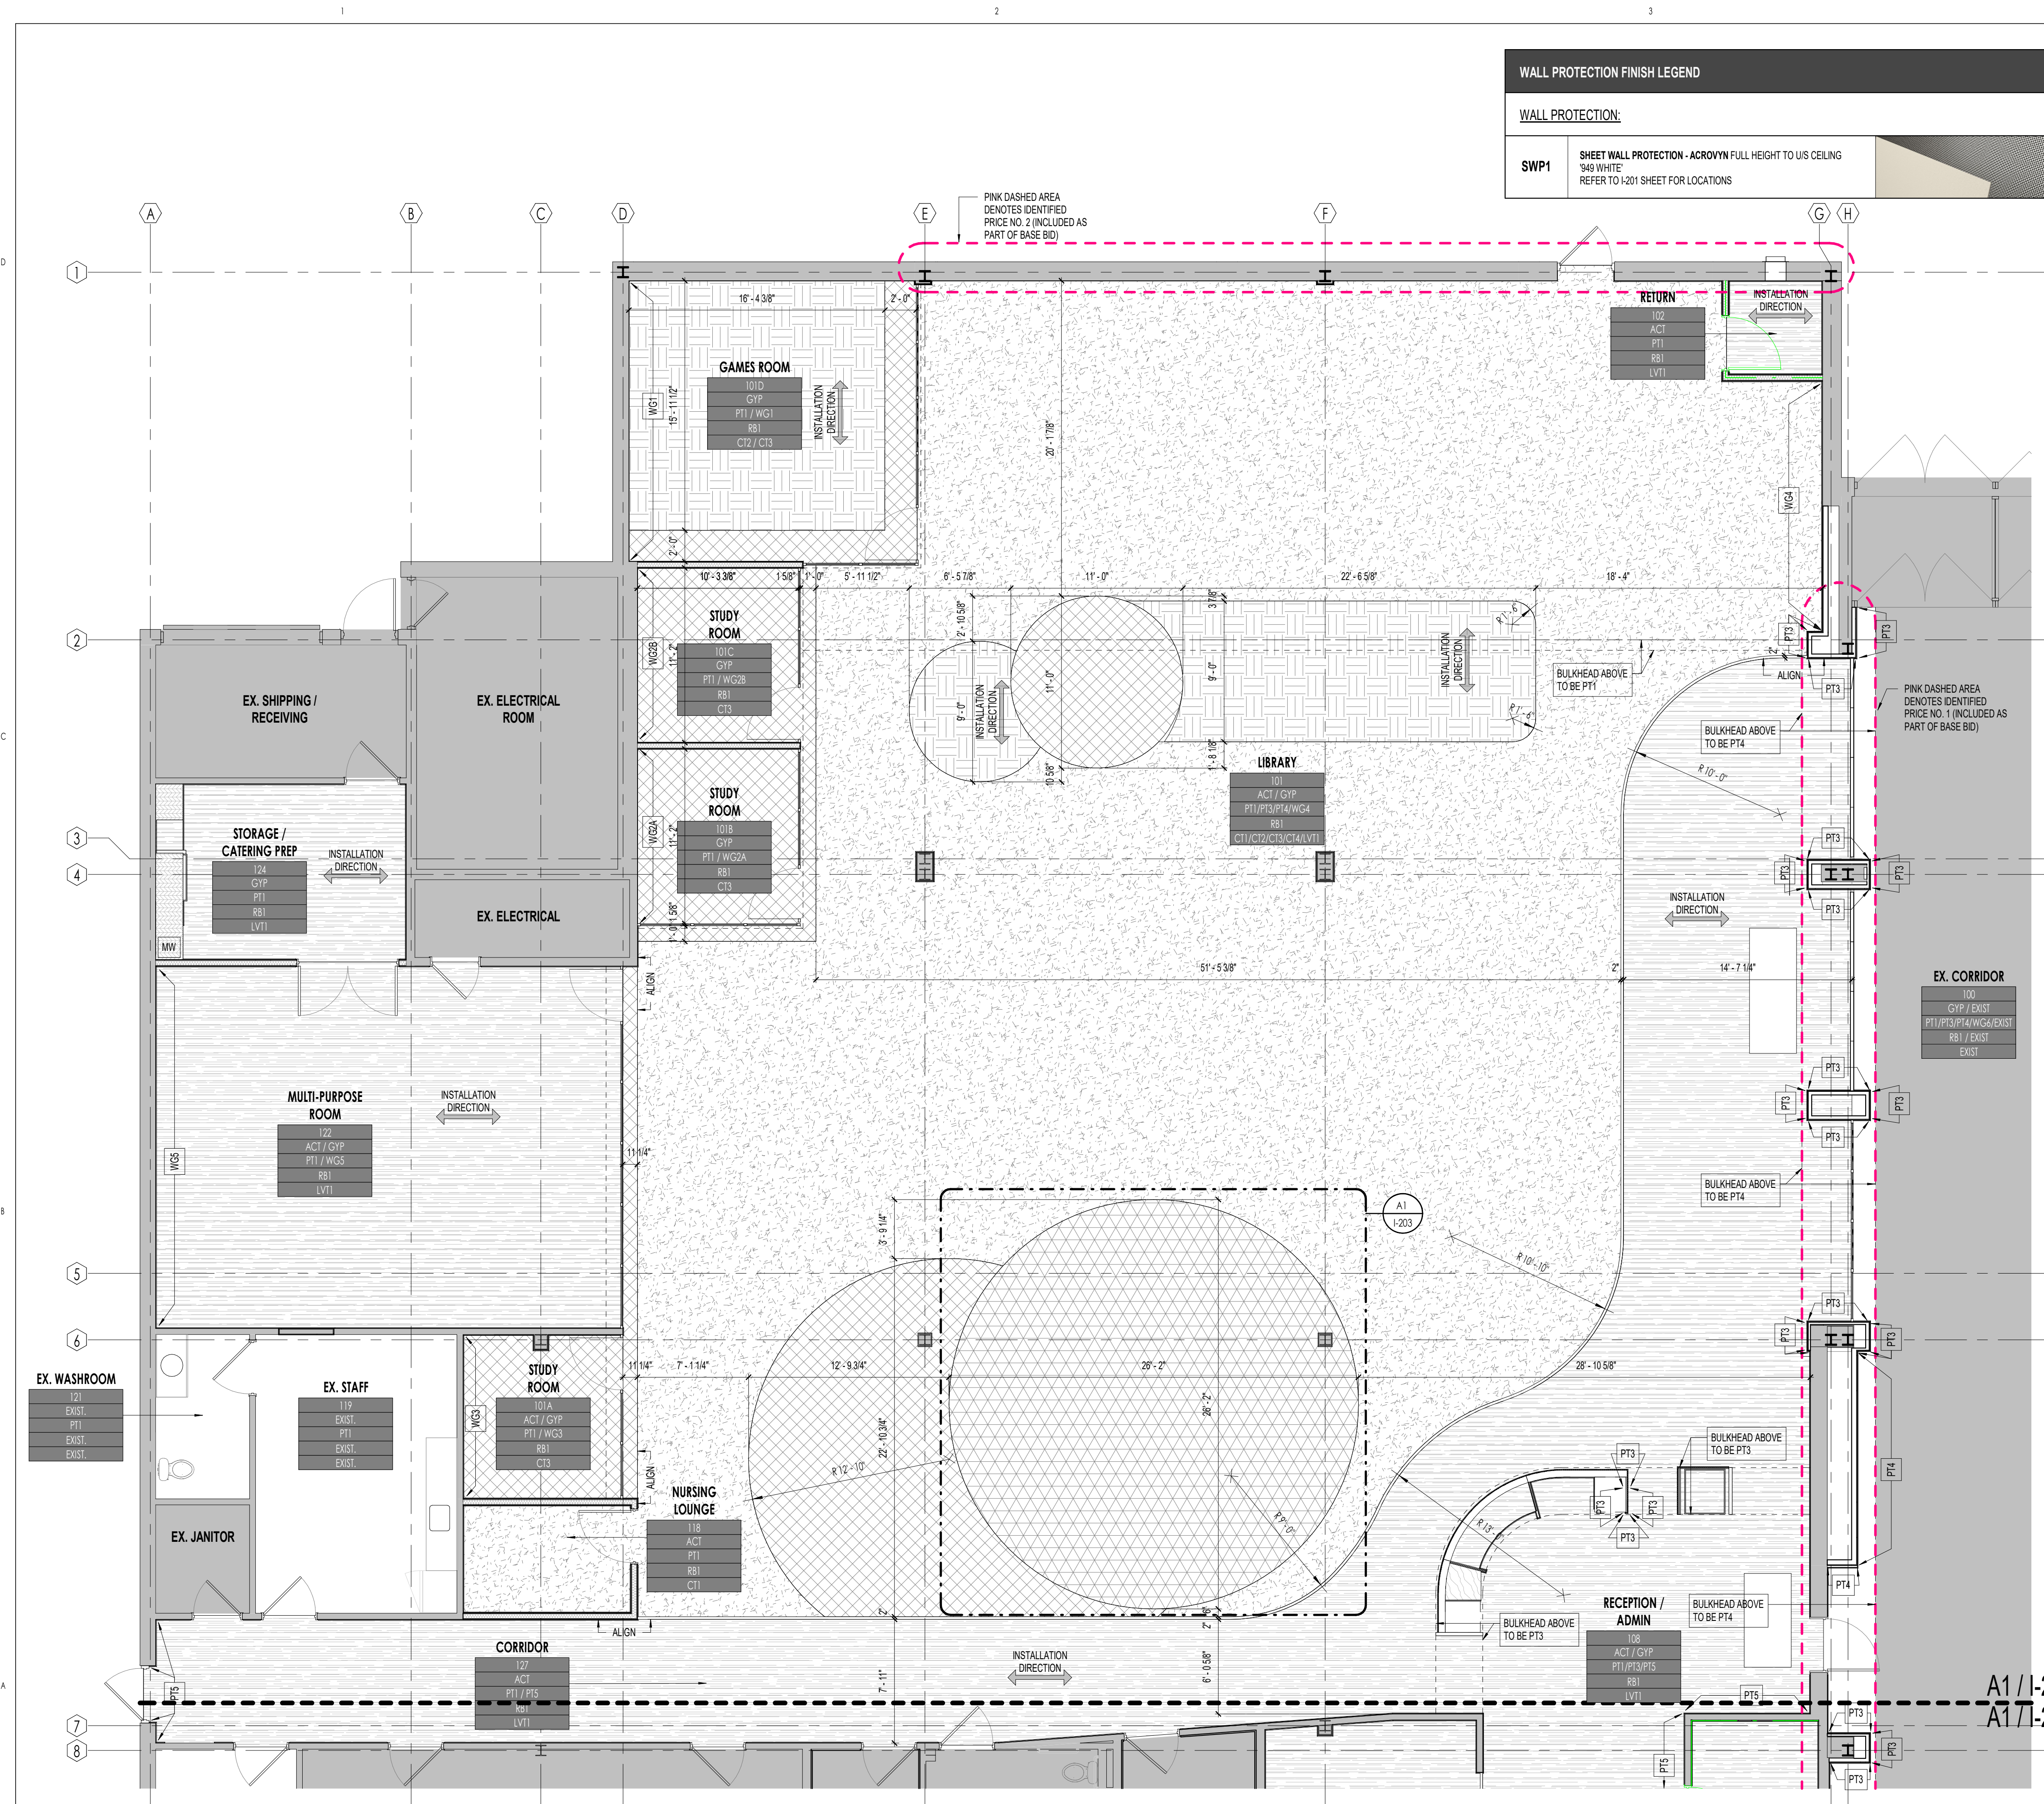 1
2
3
WALL PROTECTION FINISH LEGEND
WALL PROTECTION:
SWP1
SHEET WALL PROTECTION - ACROVYN FULL HEIGHT TO U/S CEILING
'949 WHITE'
REFER TO I-201 SHEET FOR LOCATIONS
PINK DASHED AREA
DENOTES IDENTIFIED
PRICE NO. 2 (INCLUDED AS
PART OF BASE BID)
A
B
C
D
E
F
G
H
D
1
16' - 4 3/8"
2' - 0"
RETURN
102
ACT
PT1
RB1
LVT1
INSTALLATION
DIRECTION
GAMES ROOM
101D
GYP
PT1 / WG1
RB1
CT2 / CT3
INSTALLATION
DIRECTION
WG1
15' - 11 1/2"
20' - 1 7/8"
WG4
2' - 0"
10' - 3 3/8"
1 5/8"
1' - 0"
5' - 11 1/2"
6' - 5 7/8"
11' - 0"
22' - 6 5/8"
18' - 4"
2
STUDY
ROOM
101C
GYP
PT1 / WG2B
RB1
CT3
WG2B
11' - 2"
2' - 10 5/8"
3 7/8"
R 1' - 6"
9' - 0"
11' - 0"
9' - 0"
INSTALLATION
DIRECTION
INSTALLATION
DIRECTION
R 1' - 6"
10 5/8"
1' - 8 1/8"
BULKHEAD ABOVE
TO BE PT1
PT3
PT3
2"
ALIGN
PT3
PINK DASHED AREA
DENOTES IDENTIFIED
PRICE NO. 1 (INCLUDED AS
PART OF BASE BID)
EX. SHIPPING /
RECEIVING
EX. ELECTRICAL
ROOM
C
BULKHEAD ABOVE
TO BE PT4
R 10' - 0"
LIBRARY
101
ACT / GYP
PT1/PT3/PT4/WG4
RB1
CT1/CT2/CT3/CT4/LVT1
STUDY
ROOM
101B
GYP
PT1 / WG2A
RB1
CT3
WG2A
11' - 2"
1' - 0"
1 5/8"
3
4
STORAGE /
CATERING PREP
124
GYP
PT1
RB1
LVT1
INSTALLATION
DIRECTION
MW
EX. ELECTRICAL
PT3
PT3
PT3
PT3
INSTALLATION
DIRECTION
ALIGN
51' - 5 3/8"
2"
14' - 7 1/4"
EX. CORRIDOR
100
GYP / EXIST
PT1/PT3/PT4/WG6/EXIST
RB1 / EXIST
EXIST
MULTI-PURPOSE
ROOM
122
ACT / GYP
PT1 / WG5
RB1
LVT1
INSTALLATION
DIRECTION
WG5
PT3
PT3
PT3
PT3
11 1/4"
BULKHEAD ABOVE
TO BE PT4
B
A1
I-203
3' - 9 1/4"
R 10' - 10"
5
6
PT3
PT3
PT3
11 1/4"
7' - 1 1/4"
12' - 9 3/4"
26' - 2"
28' - 10 5/8"
EX. WASHROOM
121
EXIST.
PT1
EXIST.
EXIST.
EX. STAFF
119
EXIST.
PT1
EXIST.
EXIST.
STUDY
ROOM
101A
ACT / GYP
PT1 / WG3
RB1
CT3
WG3
26' - 2"
22' - 10 3/4"
R 12' - 10"
ALIGN
BULKHEAD ABOVE
TO BE PT3
PT3
PT3
PT3
PT3
PT4
NURSING
LOUNGE
118
ACT
PT1
RB1
CT1
R 9' - 0"
R 13' - 0"
EX. JANITOR
PT4
2"
6"
2"
ALIGN
RECEPTION /
ADMIN
108
ACT / GYP
PT1/PT3/PT5
RB1
LVT1
BULKHEAD ABOVE
TO BE PT4
BULKHEAD ABOVE
TO BE PT3
CORRIDOR
127
ACT
PT1 / PT5
RB1
LVT1
INSTALLATION
DIRECTION
7' - 11"
6' - 0 5/8"
A
PT5
PT5
A1 / I-2
A1 / I-2
7
8
PT3
PT3
PT3
PT5